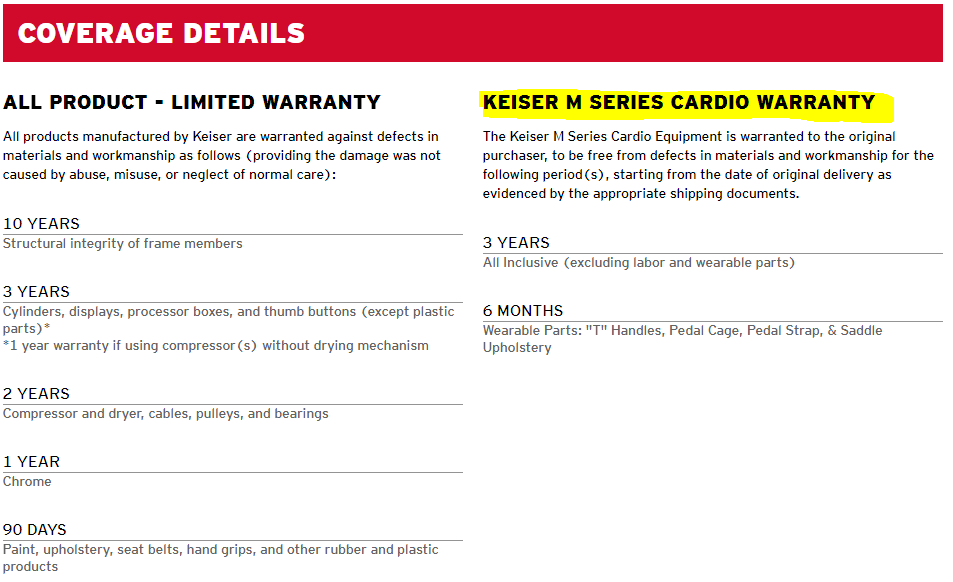 COVERAGE DETAILS
ALL PRODUCT - LIMITED WARRANTY
All products manufactured by Keiser are warranted against defects in
materials and workmanship as follows (providing the damage was not
caused by abuse, misuse, or neglect of normal care):
10 YEARS
Structural integrity of frame members
3 YEARS
Cylinders, displays, processor boxes, and thumb buttons (except plastic
parts)*
*1 year warranty if using compressor(s) without drying mechanism
2 YEARS
Compressor and dryer, cables, pulleys, and bearings
1 YEAR
Chrome
90 DAYS
Paint, upholstery, seat belts, hand grips, and other rubber and plastic
products
KEISER M SERIES CARDIO WARRANTY
The Keiser M Series Cardio Equipment is warranted to the original
purchaser, to be free from defects in materials and workmanship for the
following period(s), starting from the date of original delivery as
evidenced by the appropriate shipping documents.
3 YEARS
All Inclusive (excluding labor and wearable parts)
6 MONTHS
Wearable Parts: "T" Handles, Pedal Cage, Pedal Strap, & Saddle
Upholstery